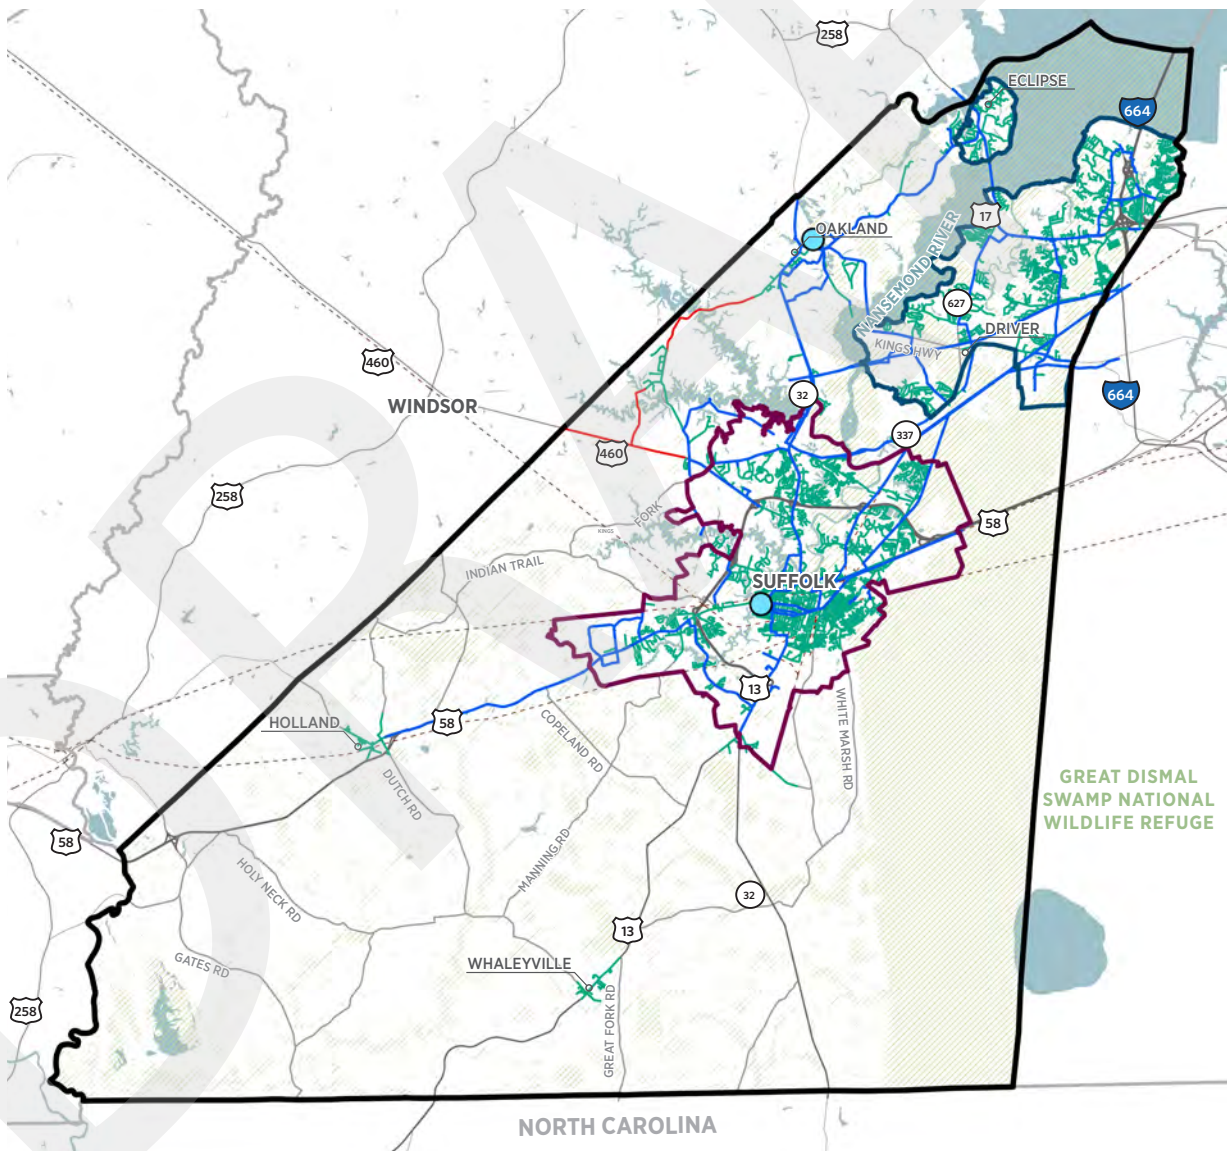 258
ECLIPSE
664
17
OAKLAND
NANSEMOND RIVER
627
DRIVER
KINGS HWY
460
664
32
WINDSOR
337
460
258
FORK
KINGS
58
INDIAN TRAIL
SUFFOLK
13
HOLLAND
58
COPELAND RD
WHITE MARSH RD
DUTCH RD
GREAT DISMAL
SWAMP NATIONAL
WILDLIFE REFUGE
58
MANNING RD
HOLY NECK RD
32
13
GATES RD
WHALEYVILLE
258
GREAT FORK RD
NORTH CAROLINA